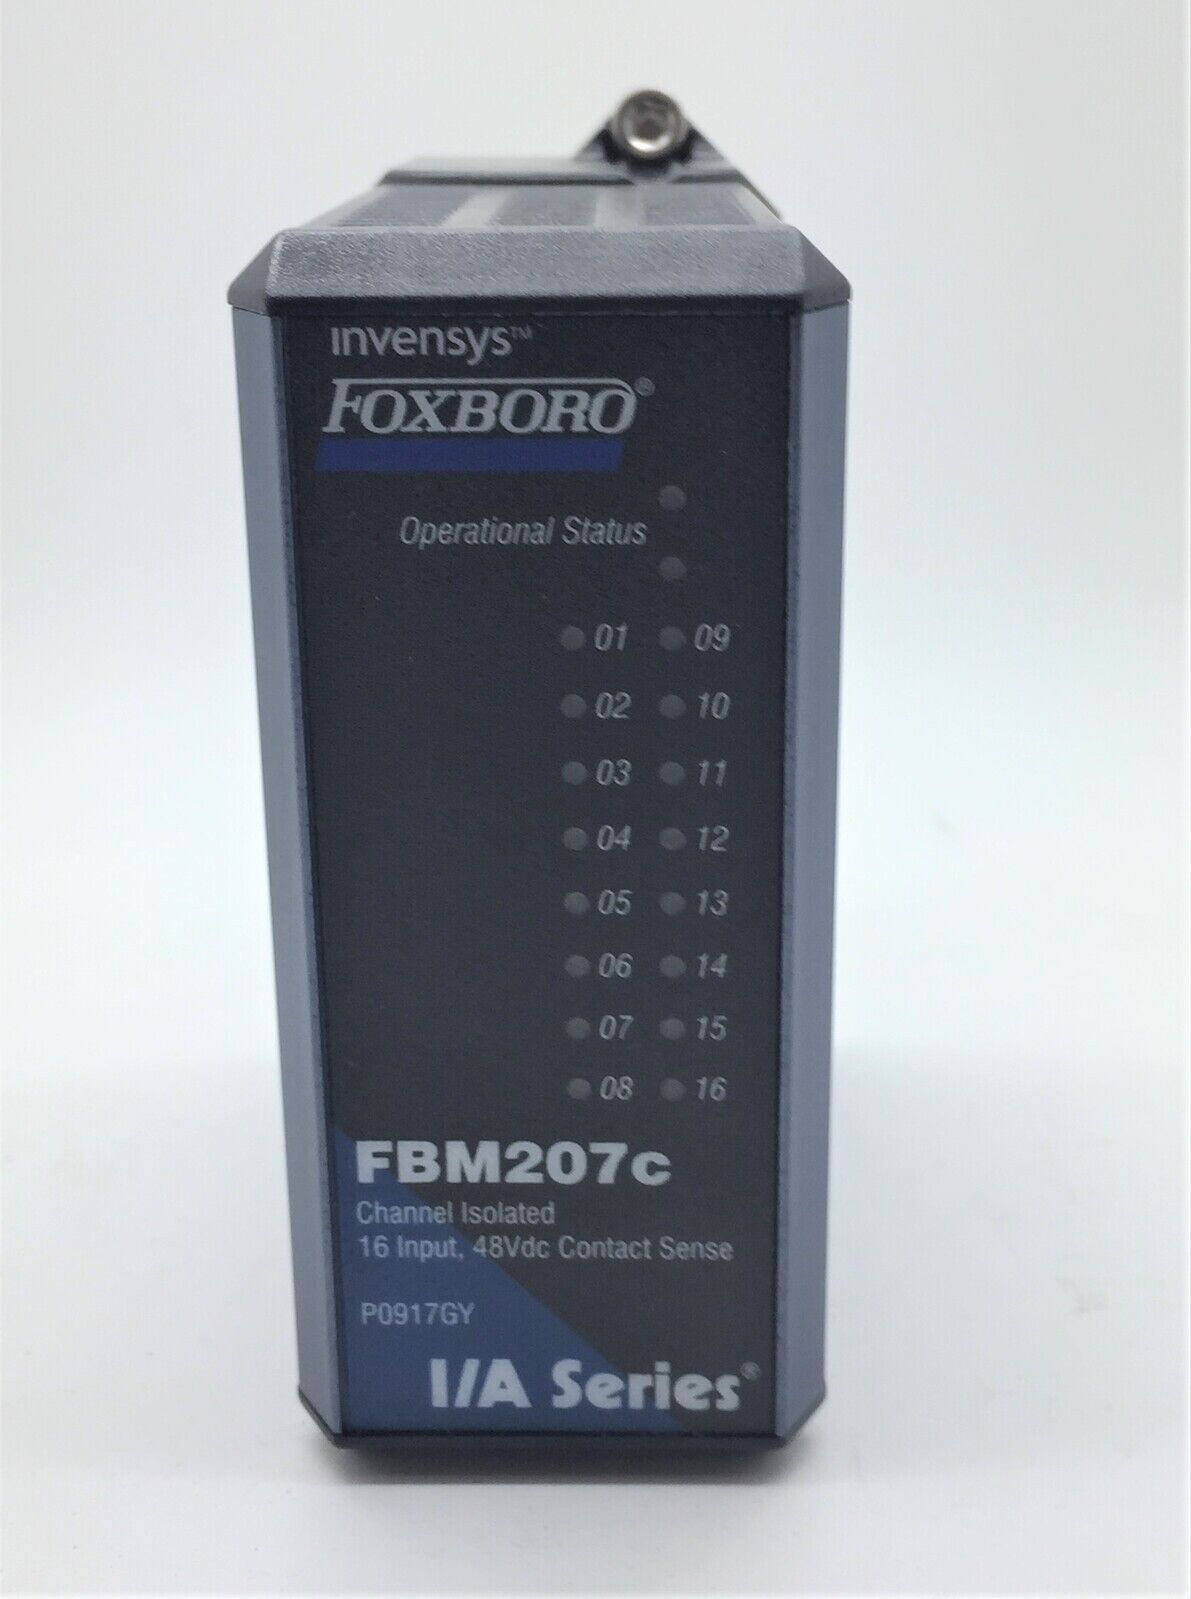 invensys™
FOXBORO®
Operational Status
01 09
02 10
03 11
04 12
05 13
06 14
07 15
08 16
FBM207c
Channel Isolated
16 Input, 48Vdc Contact Sense
P0917GY
I/A Series®